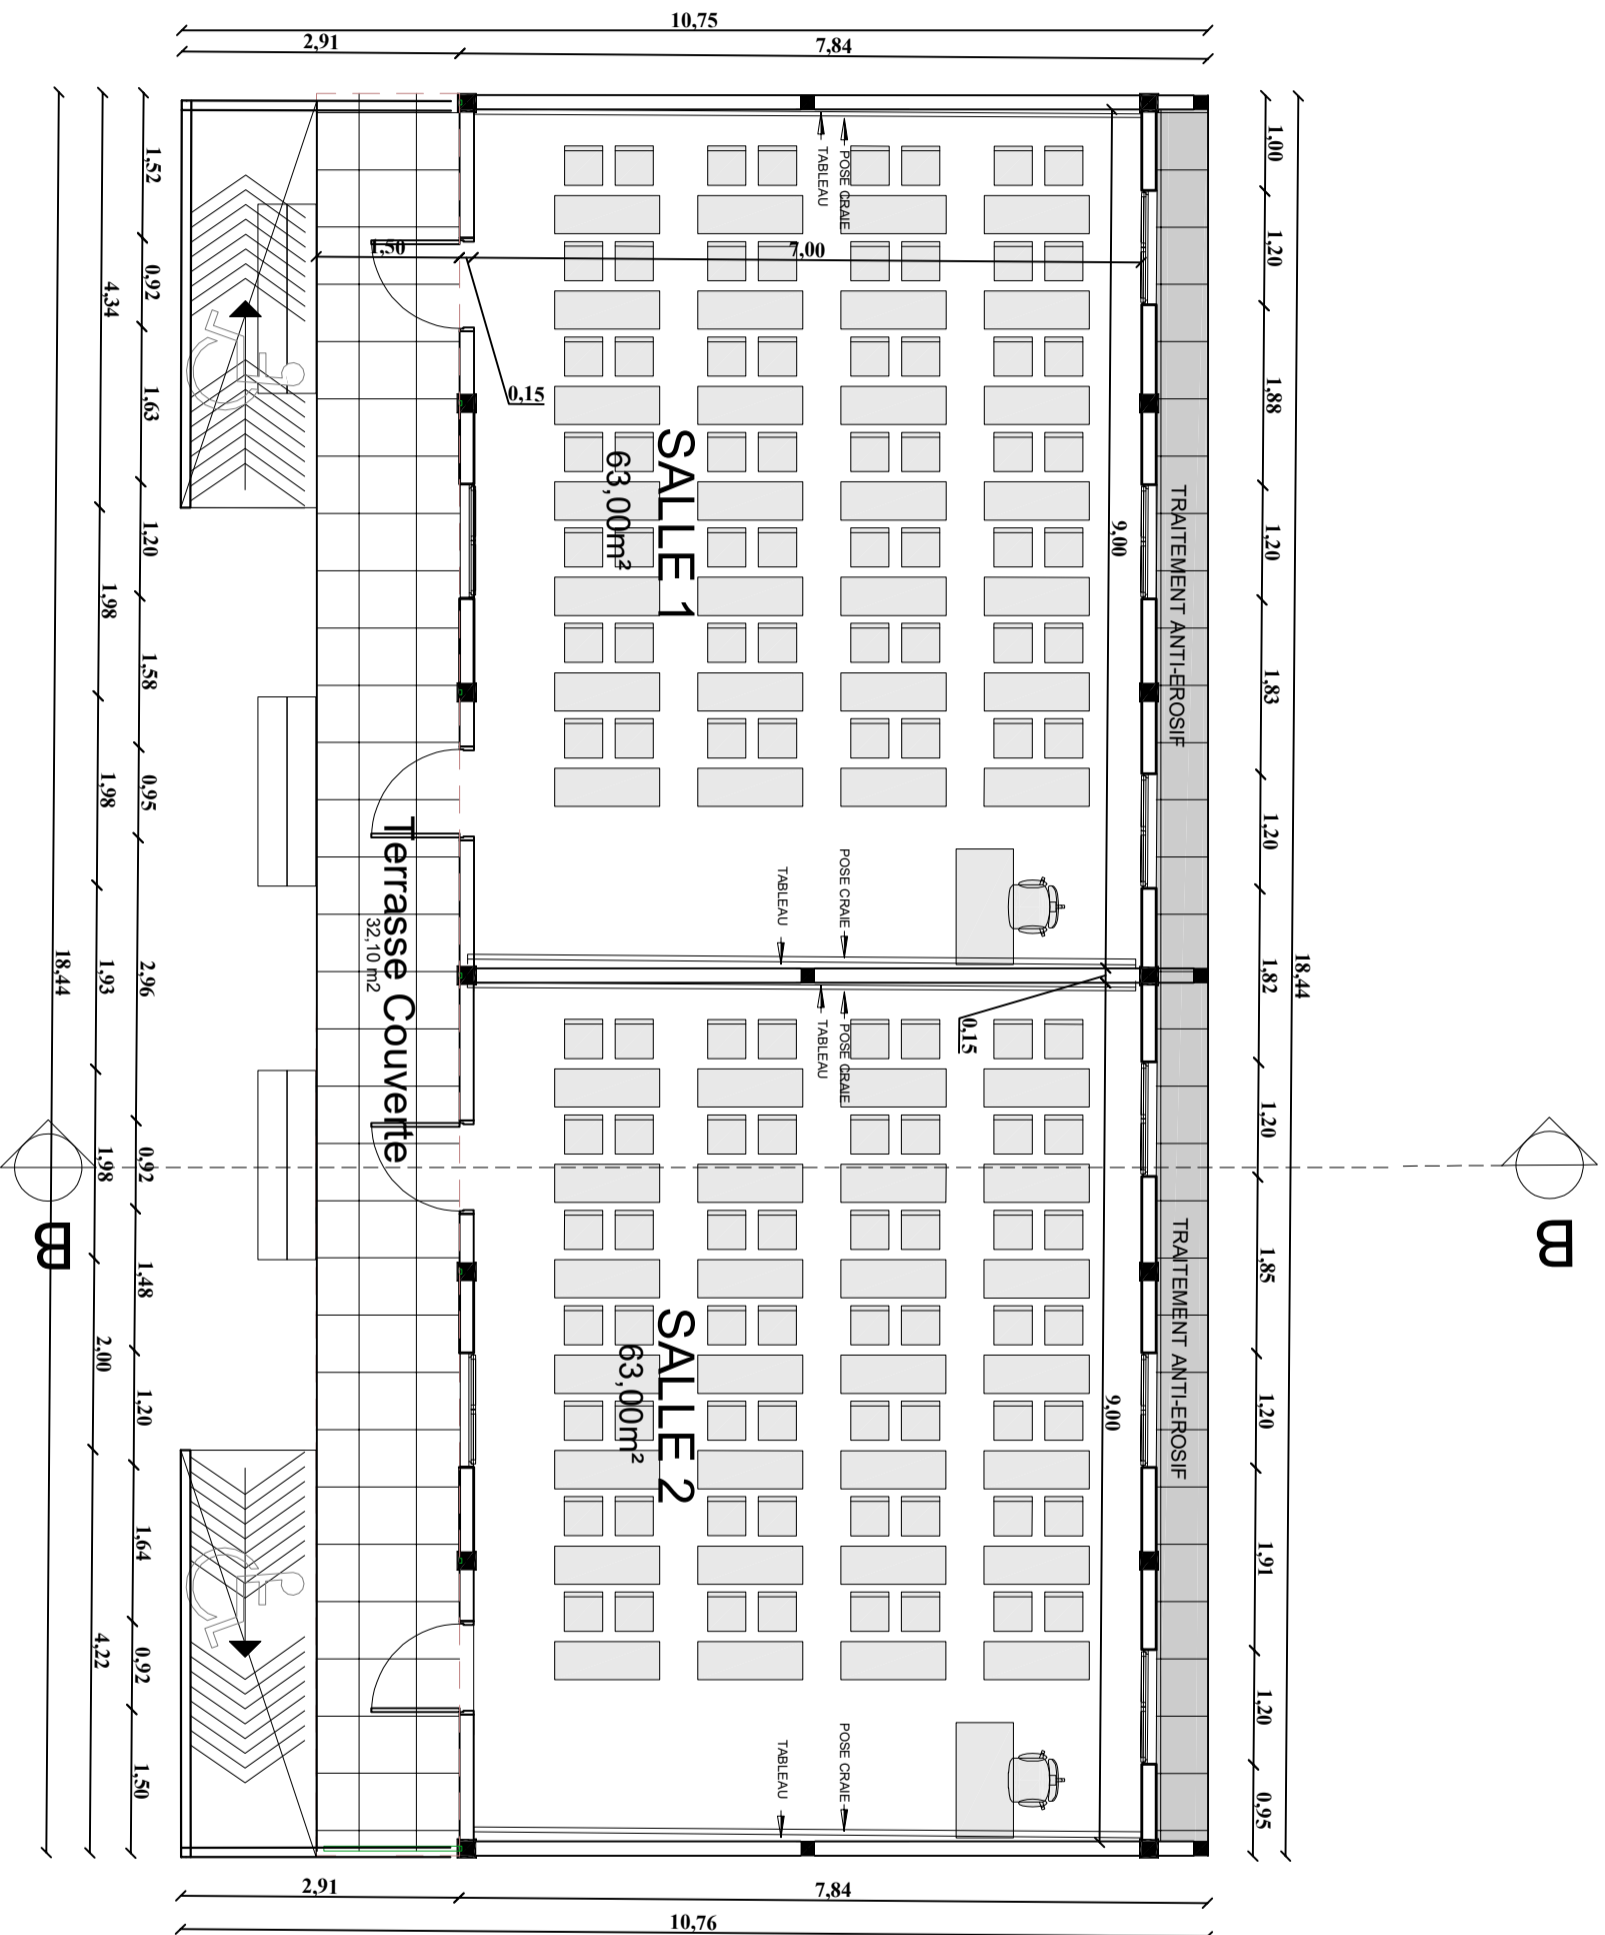 10,75
2,91
7,84
1,52
0,92
1,63
1,20
1,58
0,95
2,96
0,92
1,48
1,20
1,64
0,92
1,50
4,34
1,98
1,98
1,93
1,98
2,00
4,22
18,44
1,00
1,20
1,88
1,20
1,83
1,20
1,82
1,20
1,85
1,20
1,91
1,20
0,95
18,44
TABLEAU
POSE CRAIE
1,50
7,00
0,15
SALLE 1
63,00m²
9,00
TRAITEMENT ANTI-EROSIF
TABLEAU
POSE CRAIE
Terrasse Couverte
32,10 m2
0,15
TABLEAU
POSE CRAIE
B
B
SALLE 2
63,00m²
9,00
TRAITEMENT ANTI-EROSIF
TABLEAU
POSE CRAIE
2,91
7,84
10,76